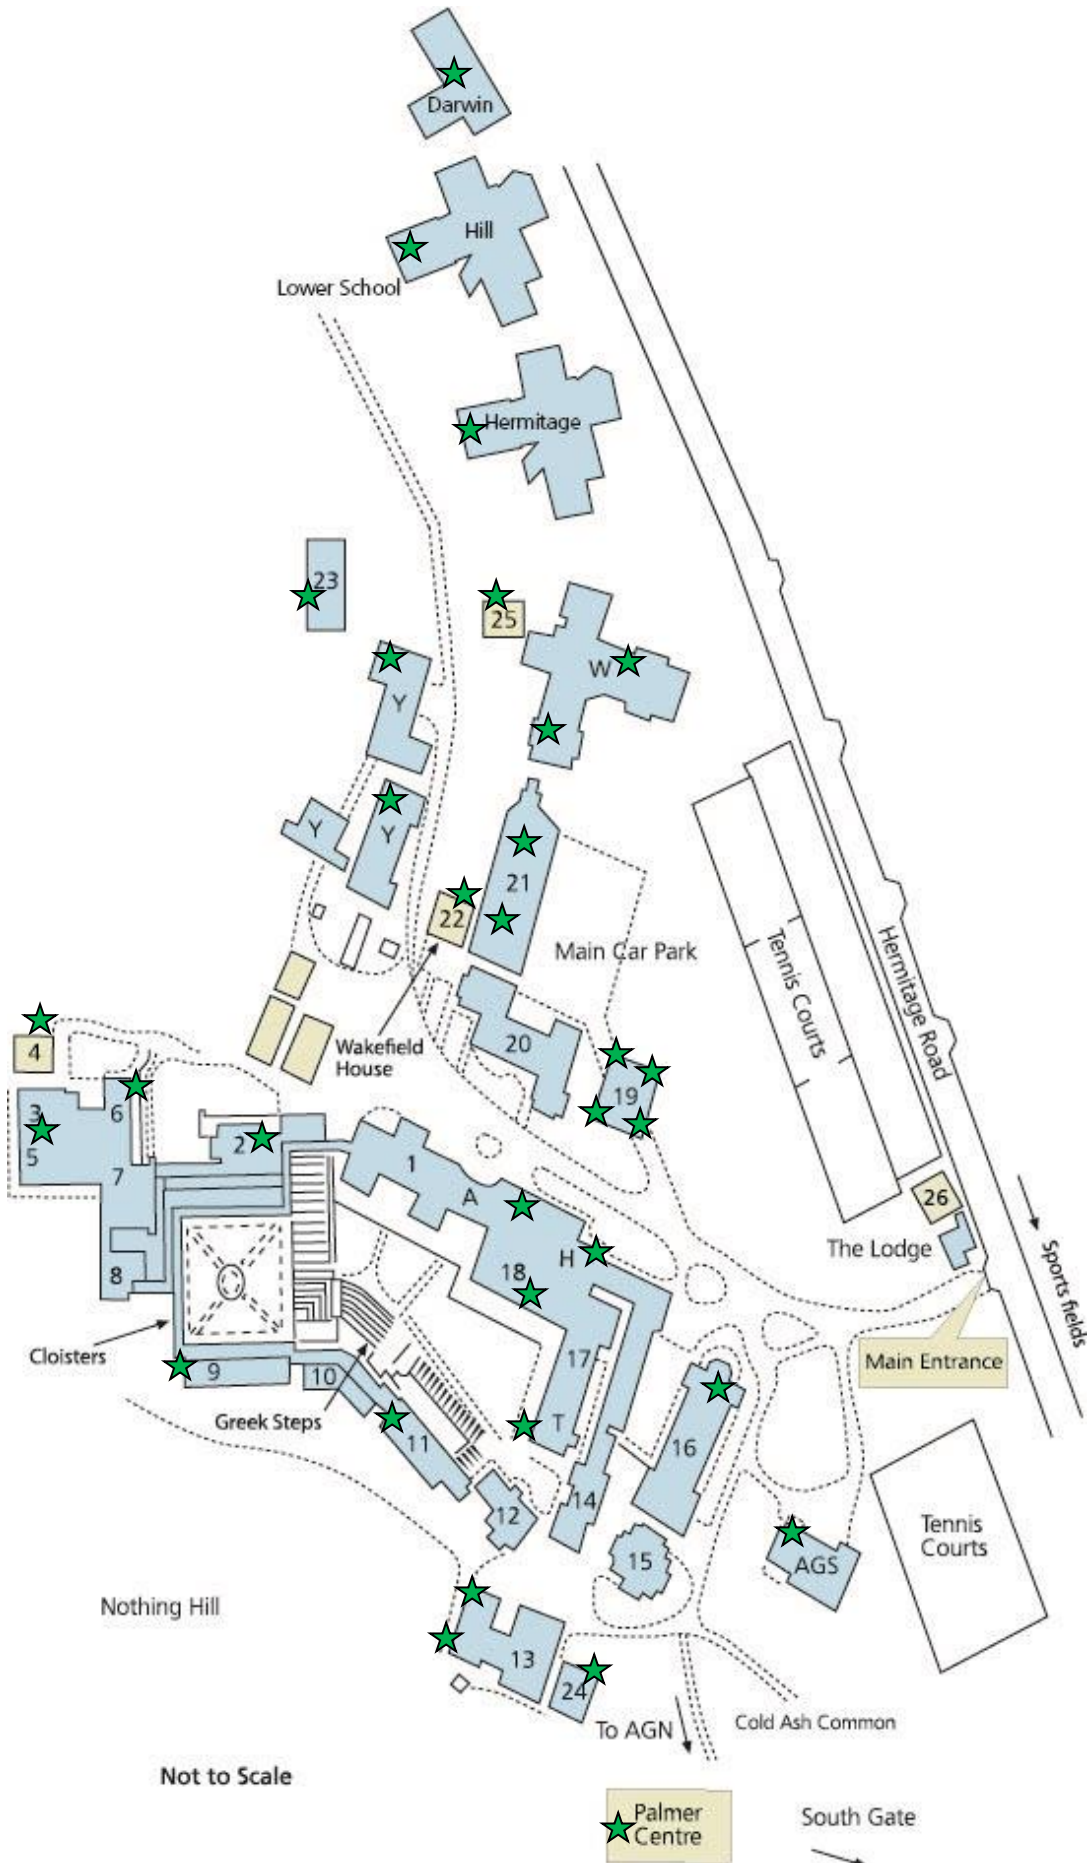 Darwin
Hill
Lower School
Hermitage
23
25
W
Y
Y
Y
21
22
Main Car Park
Tennis Courts
Hermitage Road
Wakefield
House
20
19
4
3
6
5
2
7
1
A
26
18
H
The Lodge
Sports fields
8
Cloisters
17
Main Entrance
9
10
Greek Steps
11
T
16
12
14
Tennis
Courts
15
AGS
Nothing Hill
13
24
To AGN
Cold Ash Common
Not to Scale
Palmer
Centre
South Gate